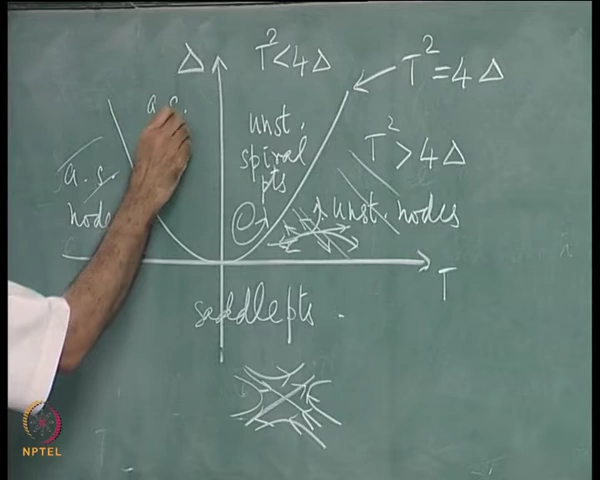 Δ
T² < 4Δ
T² = 4Δ
a.s.
unst.
spiral
pts
T² > 4Δ
a.s.
node
unst. nodes
T
saddle pts.
NPTEL